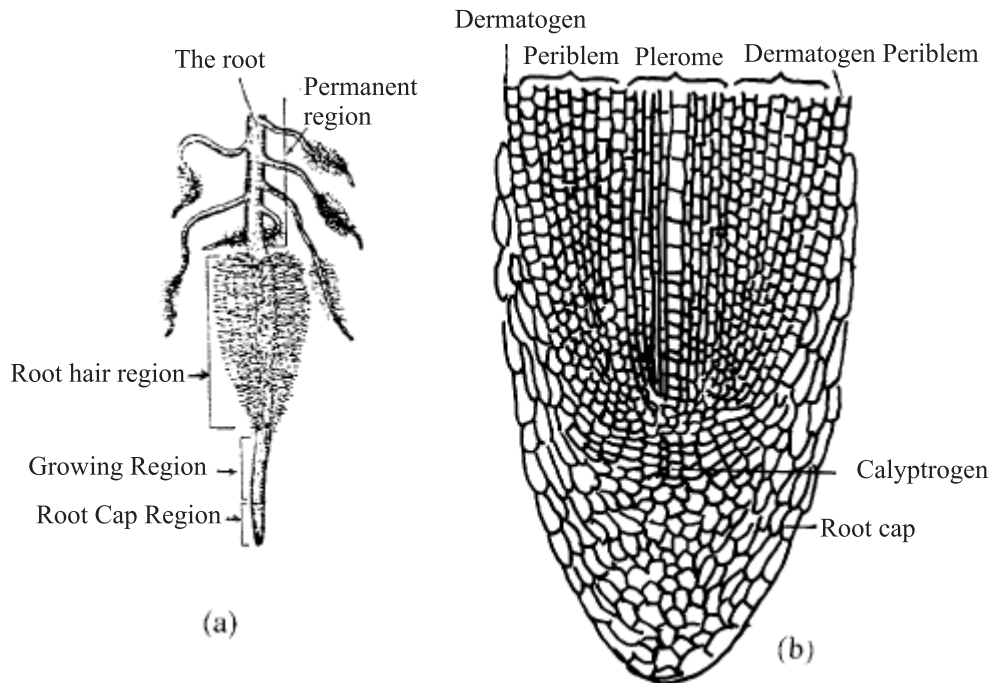 The root
Permanent
region
Root hair region
Growing Region
Root Cap Region
(a)
Dermatogen
Periblem Plerome Dermatogen Periblem
Calyptrogen
Root cap
(b)